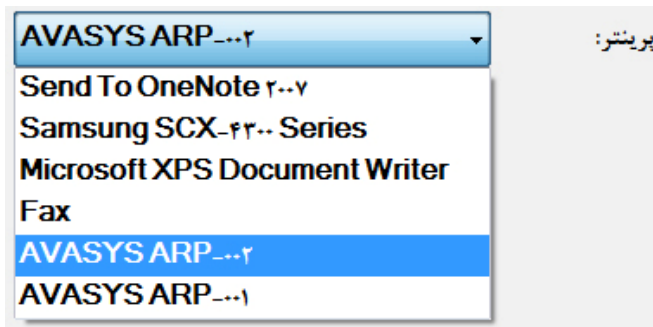 پرینتر:
AVASYS ARP-۰۰۲
Send To OneNote ۲۰۰۷
Samsung SCX-۴۳۰۰ Series
Microsoft XPS Document Writer
Fax
AVASYS ARP-۰۰۲
AVASYS ARP-۰۰۱